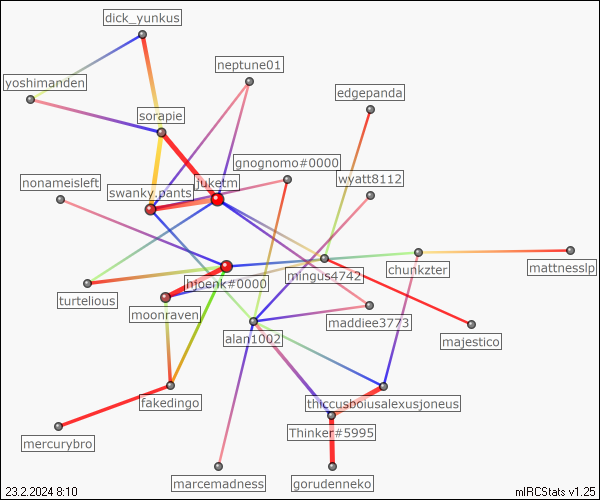 dick_yunkus
neptune01
yoshimanden
edgepanda
sorapie
gnognomo#0000
wyatt8112
nonameisleft
juketm
swanky.pants
hjoenk#0000
mingus4742
chunkzter
mattnesslp
turtelious
moonraven
maddiee3773
alan1002
majestico
fakedingo
thiccusboiusalexusjoneus
Thinker#5995
mercurybro
marcemadness
gorudenneko
23.2.2024 8:10
mIRCStats v1.25